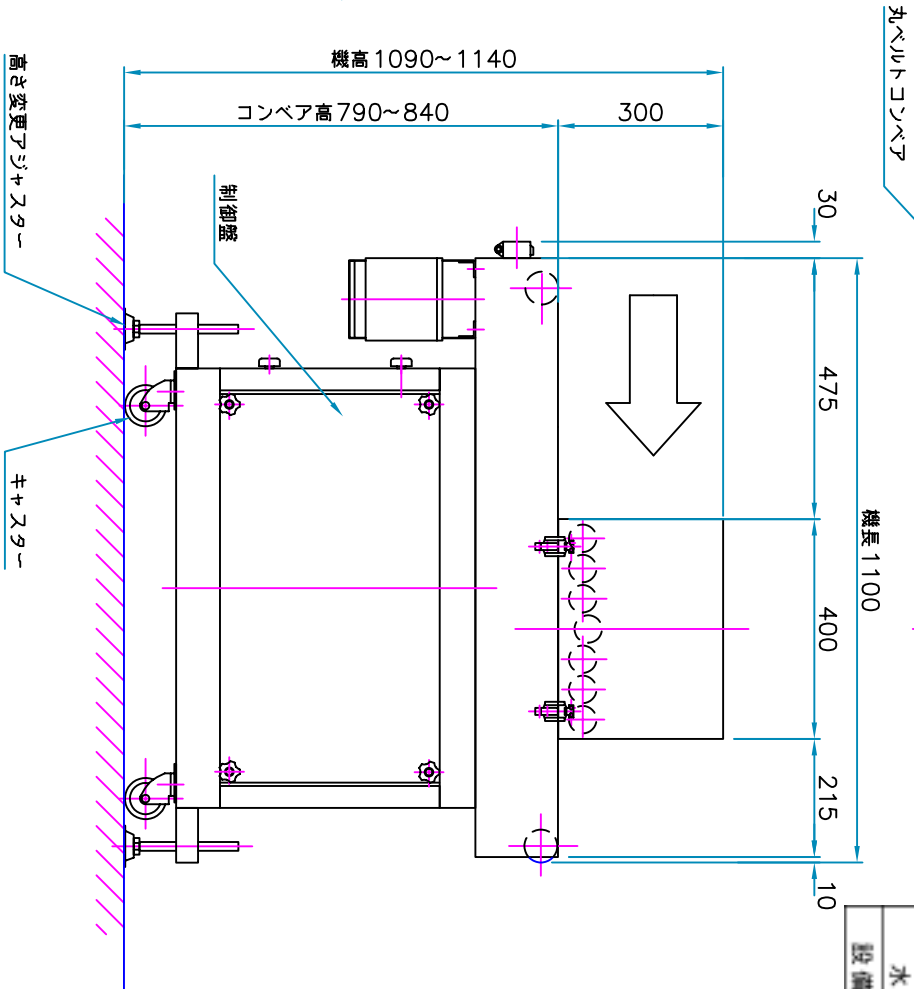 丸ベルトコンベア
機高1090~1140
コンベア高790~840
300
高さ変更アジャスター
制御盤
30
475
機長1100
400
キャスター
215
10
水
設備